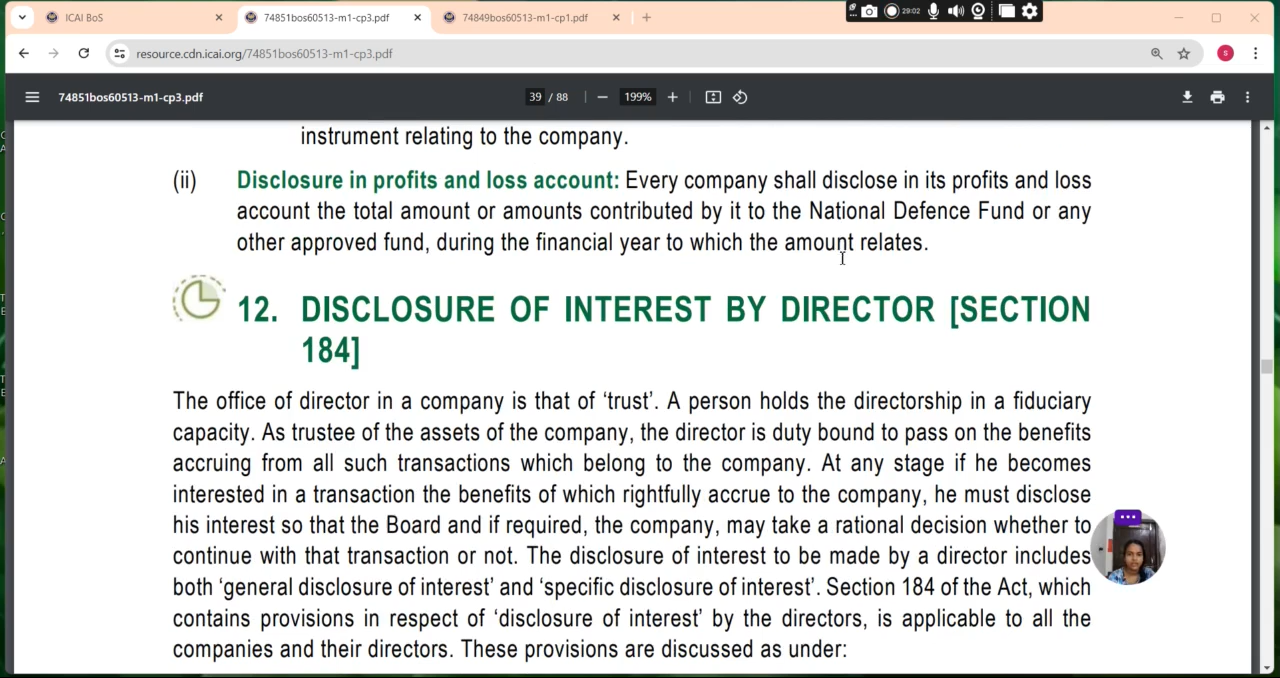 ICAI BoS
74851bos60513-m1-cp3.pdf
74849bos60513-m1-cp1.pdf
29:02
resource.cdn.icai.org/74851bos60513-m1-cp3.pdf
S
74851bos60513-m1-cp3.pdf
39 / 88
199%
instrument relating to the company.
(ii) Disclosure in profits and loss account: Every company shall disclose in its profits and loss
account the total amount or amounts contributed by it to the National Defence Fund or any
other approved fund, during the financial year to which the amount relates.
12. DISCLOSURE OF INTEREST BY DIRECTOR [SECTION
184]
The office of director in a company is that of ‘trust’. A person holds the directorship in a fiduciary
capacity. As trustee of the assets of the company, the director is duty bound to pass on the benefits
accruing from all such transactions which belong to the company. At any stage if he becomes
interested in a transaction the benefits of which rightfully accrue to the company, he must disclose
his interest so that the Board and if required, the company, may take a rational decision whether to
continue with that transaction or not. The disclosure of interest to be made by a director includes
both ‘general disclosure of interest’ and ‘specific disclosure of interest’. Section 184 of the Act, which
contains provisions in respect of ‘disclosure of interest’ by the directors, is applicable to all the
companies and their directors. These provisions are discussed as under: